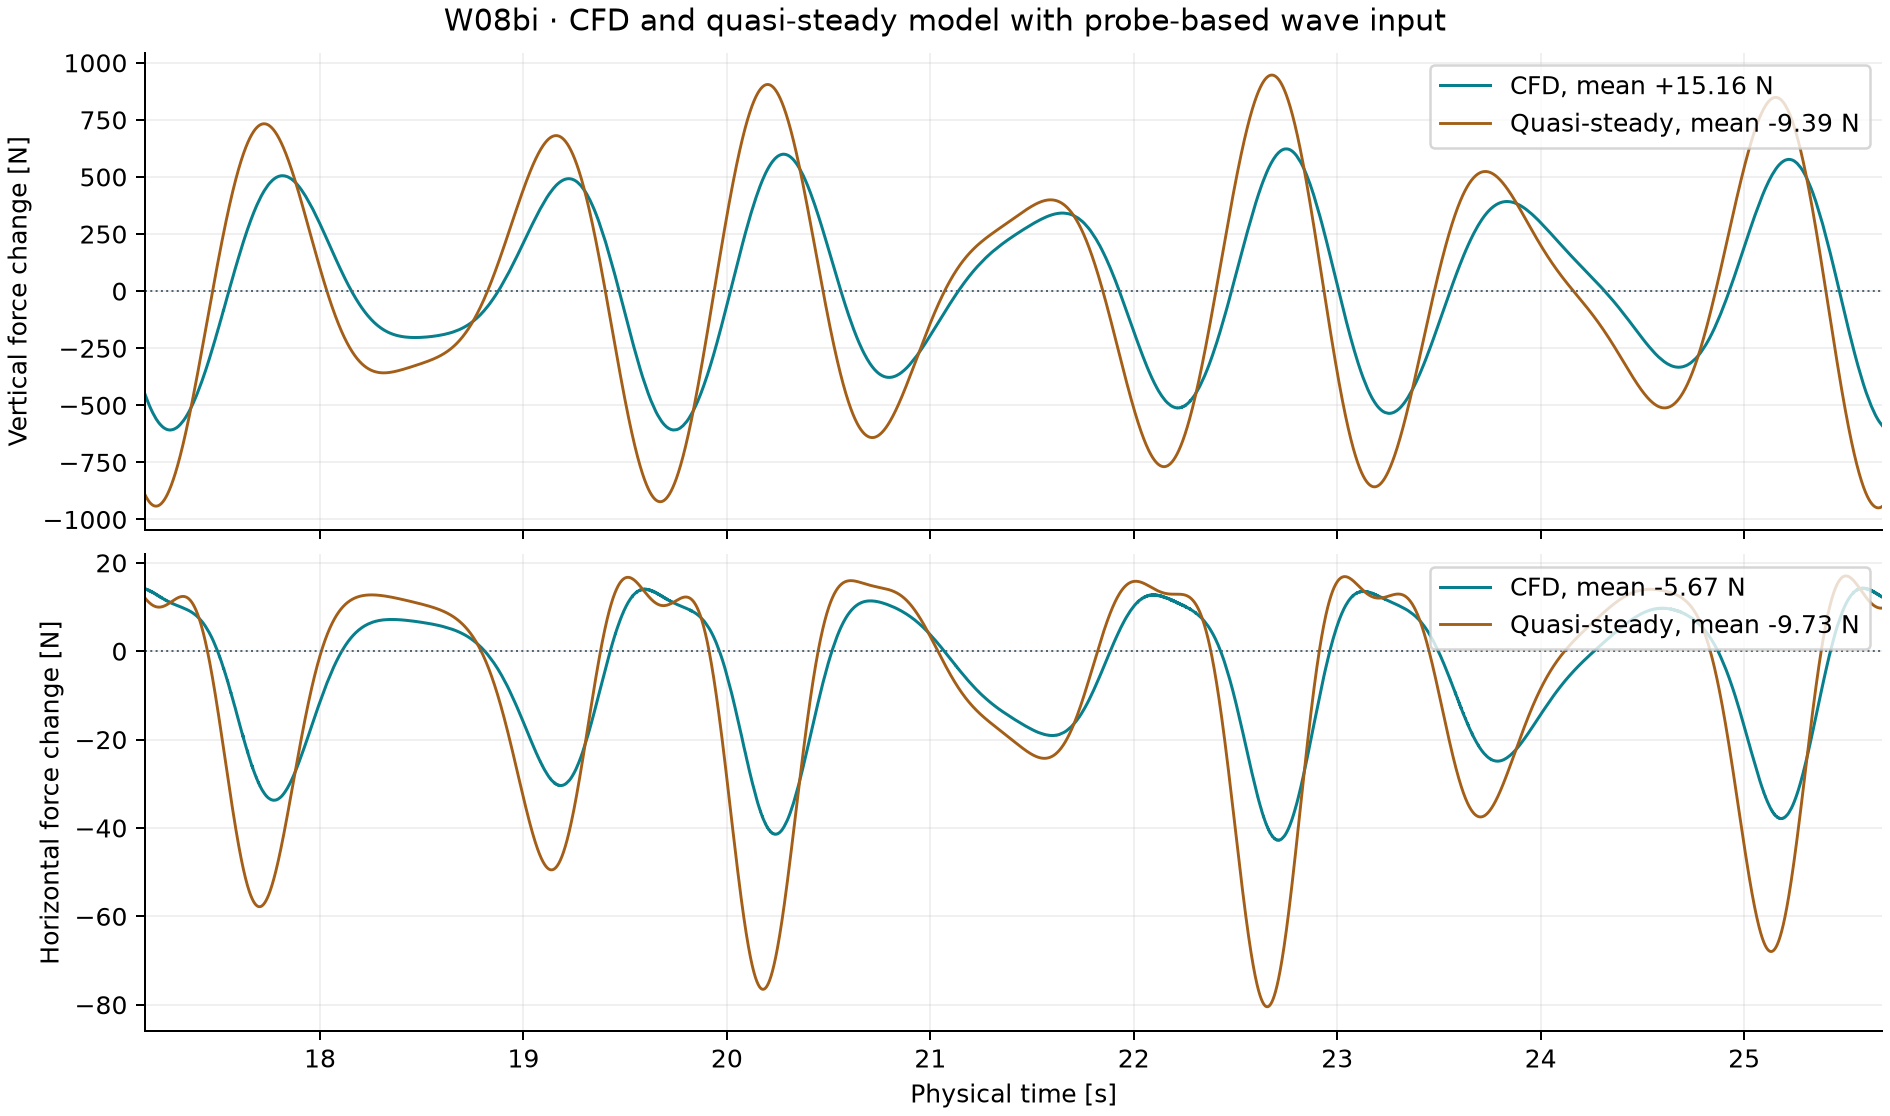 W08bi · CFD and quasi-steady model with probe-based wave input
Vertical force change [N]
1000
750
500
250
0
−250
−500
−750
−1000
CFD, mean +15.16 N
Quasi-steady, mean -9.39 N
Horizontal force change [N]
20
0
−20
−40
−60
−80
CFD, mean -5.67 N
Quasi-steady, mean -9.73 N
18 19 20 21 22 23 24 25
Physical time [s]